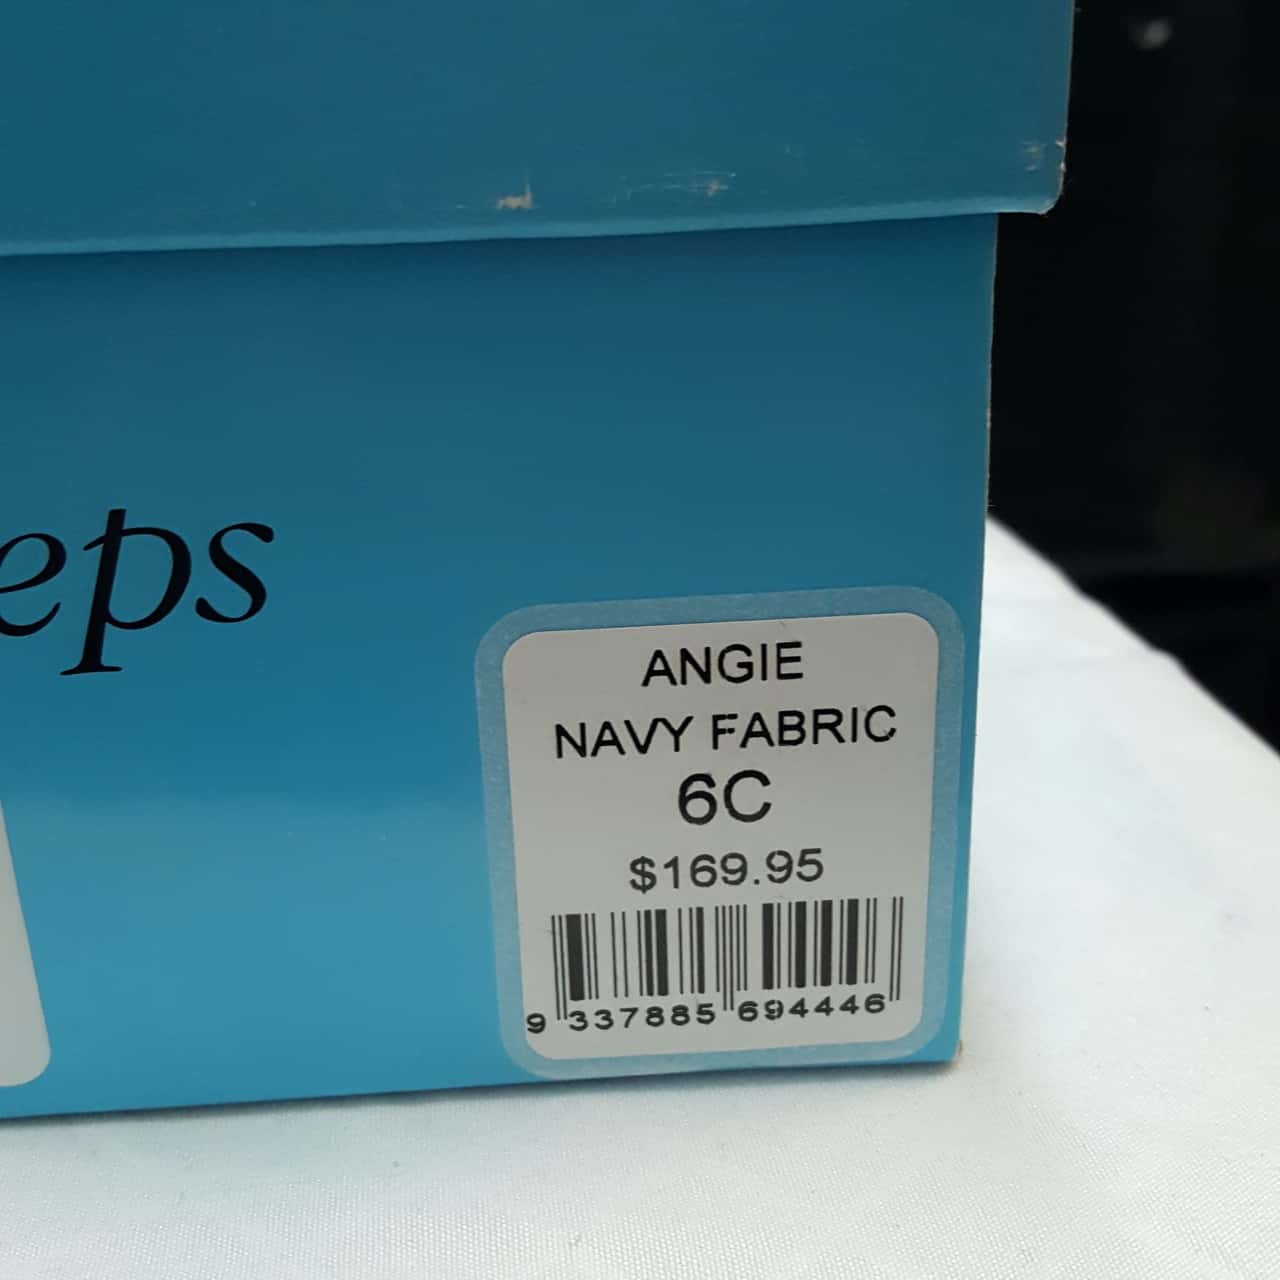 eps
ANGIE
NAVY FABRIC
6C
$169.95
9 337885 694446